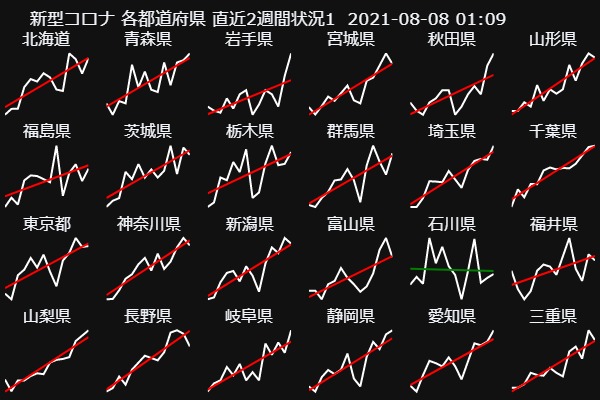 新型コロナ 各都道府県 直近2週間状況1 2021-08-08 01:09
北海道 青森県 岩手県 宮城県 秋田県 山形県
福島県 茨城県 栃木県 群馬県 埼玉県 千葉県
東京都 神奈川県 新潟県 富山県 石川県 福井県
山梨県 長野県 岐阜県 静岡県 愛知県 三重県